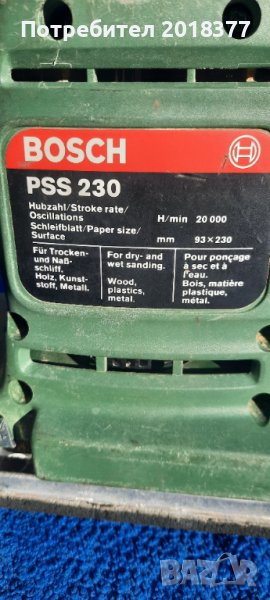 Потребител 2018377
BOSCH
PSS 230
Hubzahl/Stroke rate/
Oscillations H/min 20 000
Schleifblatt/Paper size/
Surface mm 93×230
Für Trocken-
und Naß-
schliff.
Holz, Kunst-
stoff, Metall.
For dry- and
wet sanding.
Wood,
plastics,
metal.
Pour ponçage
à sec et à
l'eau.
Bois, matière
plastique,
métal.
BAZAR